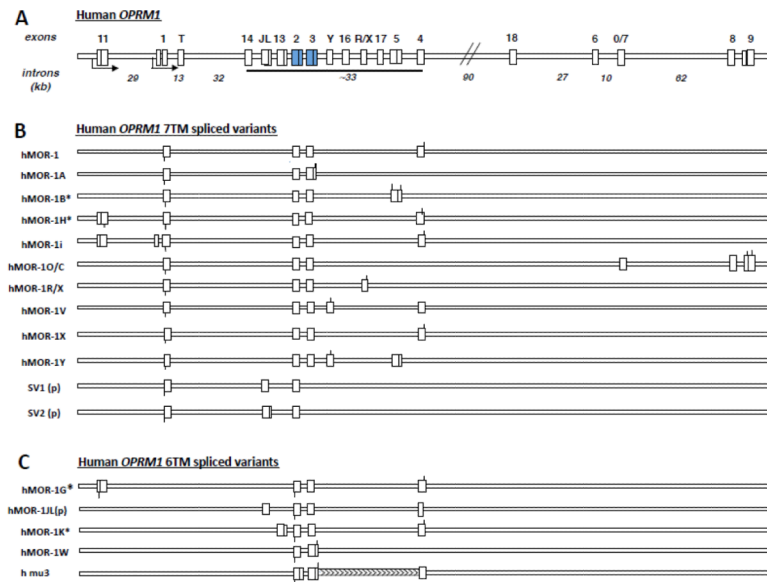 A Human OPRM1
exons 11 1 T 14 JL 13 2 3 Y 16 R/X 17 5 4 18 6 0/7 8 9
introns (kb) 29 13 32 ~33 90 27 10 62
B Human OPRM1 7TM spliced variants
hMOR-1
hMOR-1A
hMOR-1B*
hMOR-1H*
hMOR-1i
hMOR-1O/C
hMOR-1R/X
hMOR-1V
hMOR-1X
hMOR-1Y
SV1 (p)
SV2 (p)
C Human OPRM1 6TM spliced variants
hMOR-1G*
hMOR-1JL(p)
hMOR-1K*
hMOR-1W
h mu3